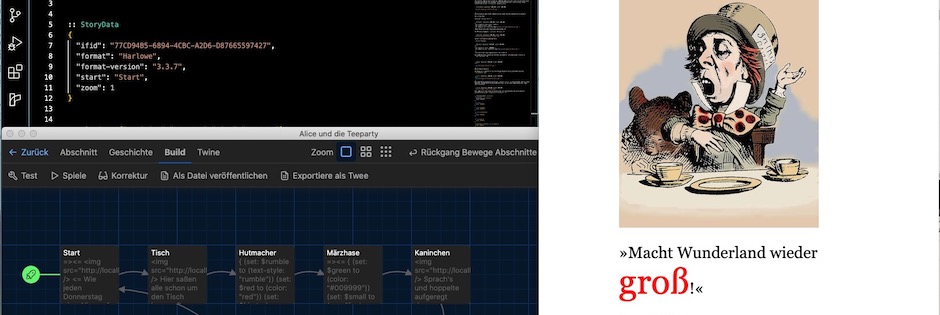 3
4
5 :: StoryData
6 {
7 "ifid": "77CD94B5-6894-4CBC-A2D6-D87665597427",
8 "format": "Harlowe",
9 "format-version": "3.3.7",
10 "start": "Start",
11 "zoom": 1
12 }
13
14
Alice und die Teeparty
← Zurück Abschnitt Geschichte Build Twine Zoom Rückgang Bewege Abschnitte
Test Spiele Korrektur Als Datei veröffentlichen Exportiere als Twee
Start
=><= <img
src="http://locall
/> <= Wie
jeden
Donnerstag
Tisch
<img
src="http://locall
/> Hier saßen
alle schon um
den Tisch
Hutmacher
{ (set: $rumble
to (text-style:
"rumble")) (set:
$red to (color:
"red")) (set:
Märzhase
=><= { (set:
$green to
(color:
"#009999")
(set: $small to
Kaninchen
<img
src="http://local
/> Sprach's
und hoppelte
aufgeregt
»Macht Wunderland wieder
groß!«